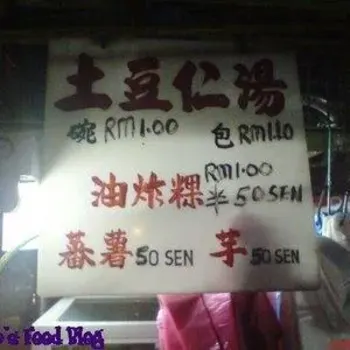 土豆仁湯
碗 RM1.00 包 RM1.10
油炸粿 RM1.00
半 50 SEN
蕃薯 50 SEN 芋 50 SEN
's Food Blog